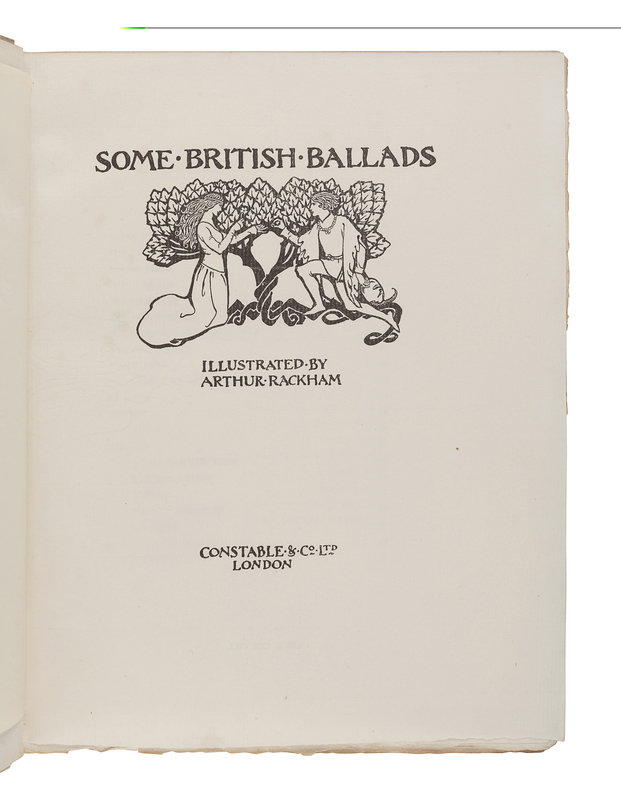 SOME·BRITISH·BALLADS
ILLUSTRATED·BY
ARTHUR·RACKHAM
CONSTABLE·&·Co·LTD
LONDON